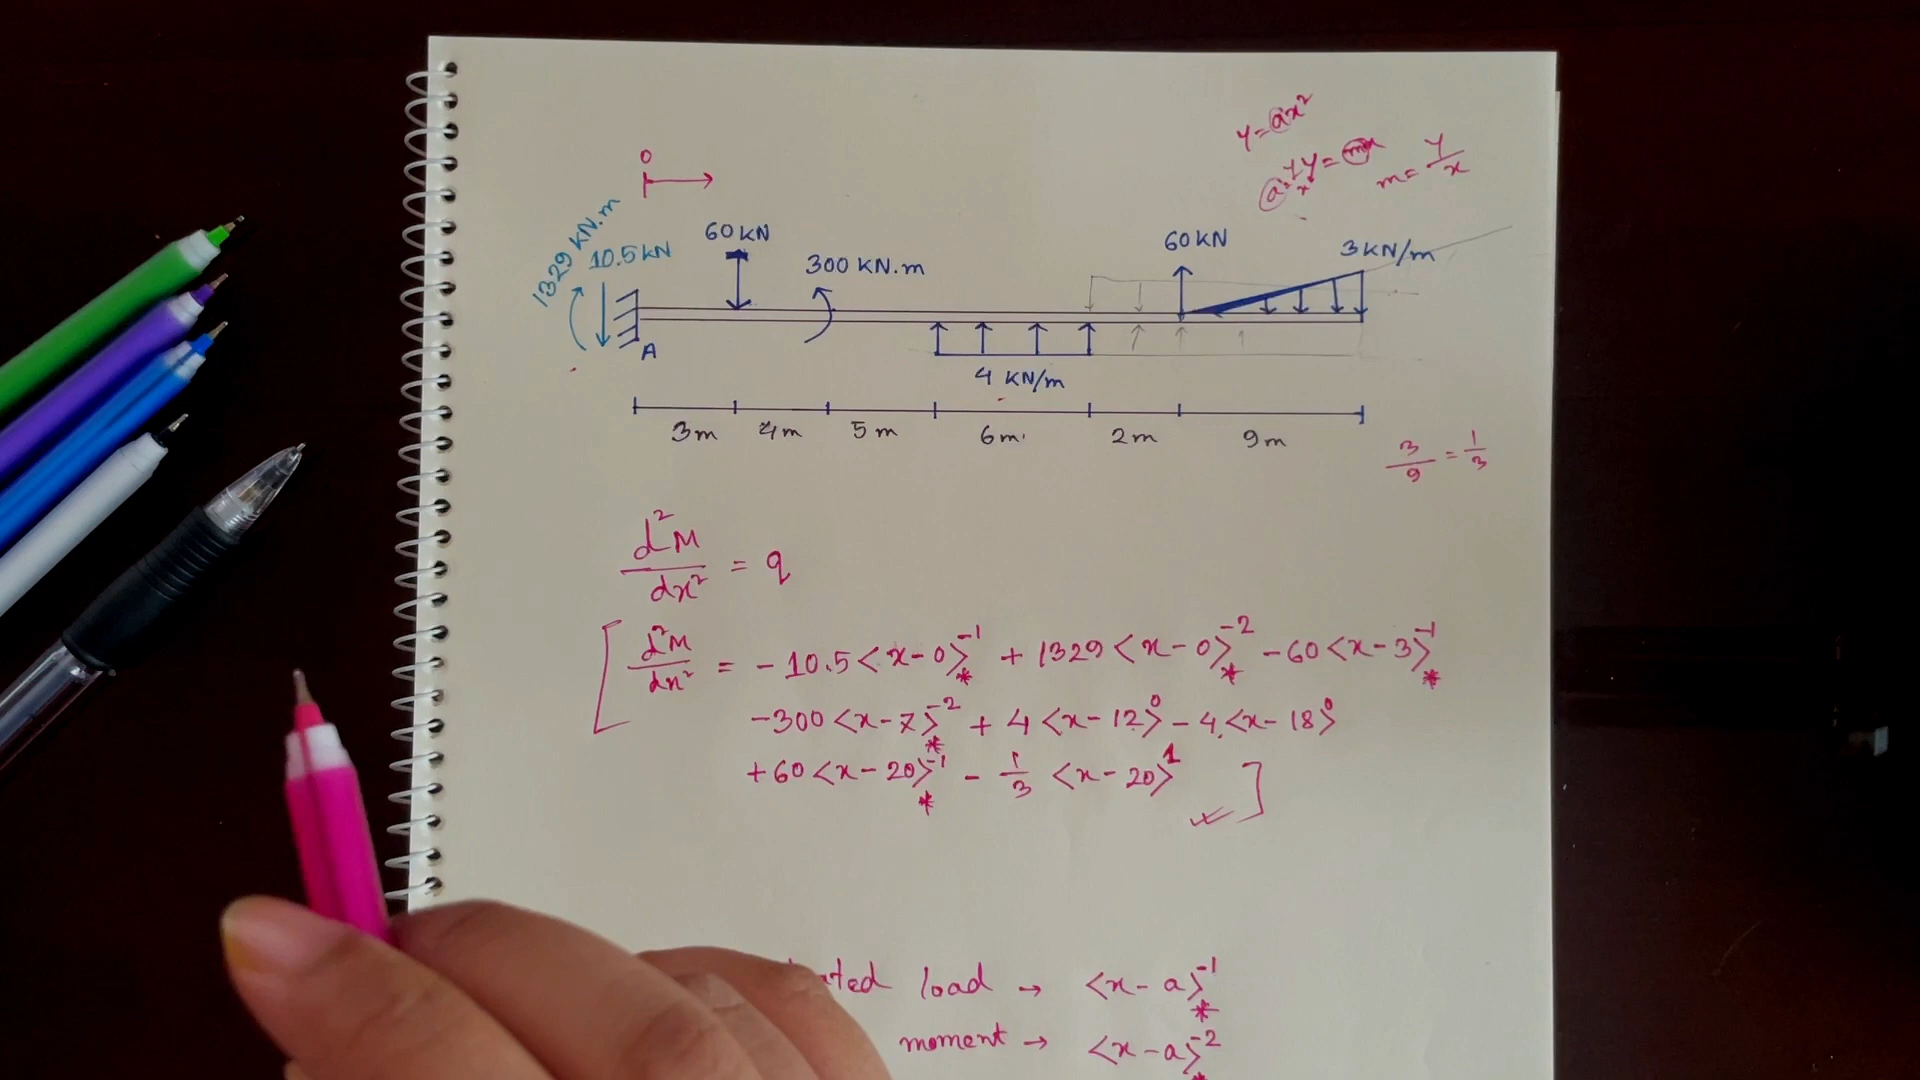 y = ax²
a = y/x² y = mx
m = y/x
0
1329 KN.m
10.5 KN
60 KN
300 KN.m
60 KN
3 KN/m
A
4 KN/m
3m 4m 5m 6m 2m 9m
3/9 = 1/3
d²M/dx² = q
[ d²M/dx² = -10.5<x-0>⁻¹* + 1329<x-0>⁻²* - 60<x-3>⁻¹*
-300<x-7>⁻²* + 4<x-12>⁰ - 4<x-18>⁰
+60<x-20>⁻¹* - 1/3 <x-20>¹ ]
load → <x-a>⁻¹*
moment → <x-a>⁻²*